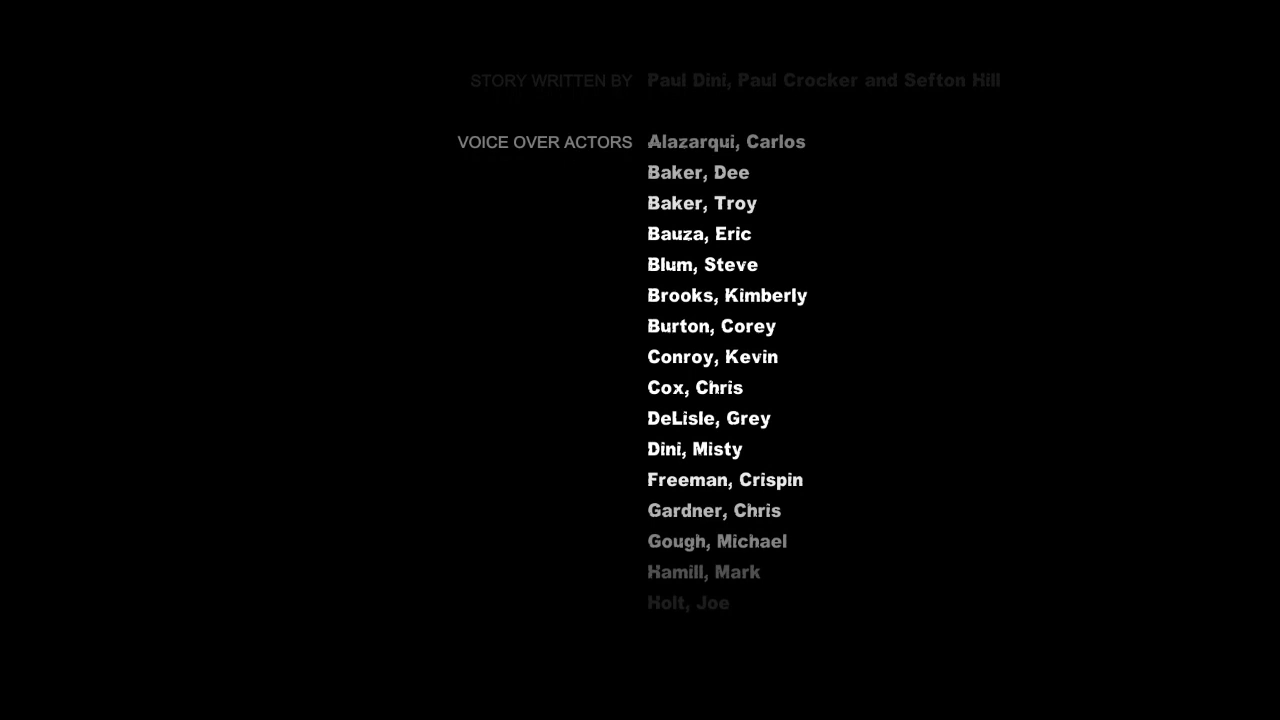 STORY WRITTEN BY Paul Dini, Paul Crocker and Sefton Hill
VOICE OVER ACTORS Alazarqui, Carlos
Baker, Dee
Baker, Troy
Bauza, Eric
Blum, Steve
Brooks, Kimberly
Burton, Corey
Conroy, Kevin
Cox, Chris
DeLisle, Grey
Dini, Misty
Freeman, Crispin
Gardner, Chris
Gough, Michael
Hamill, Mark
Holt, Joe